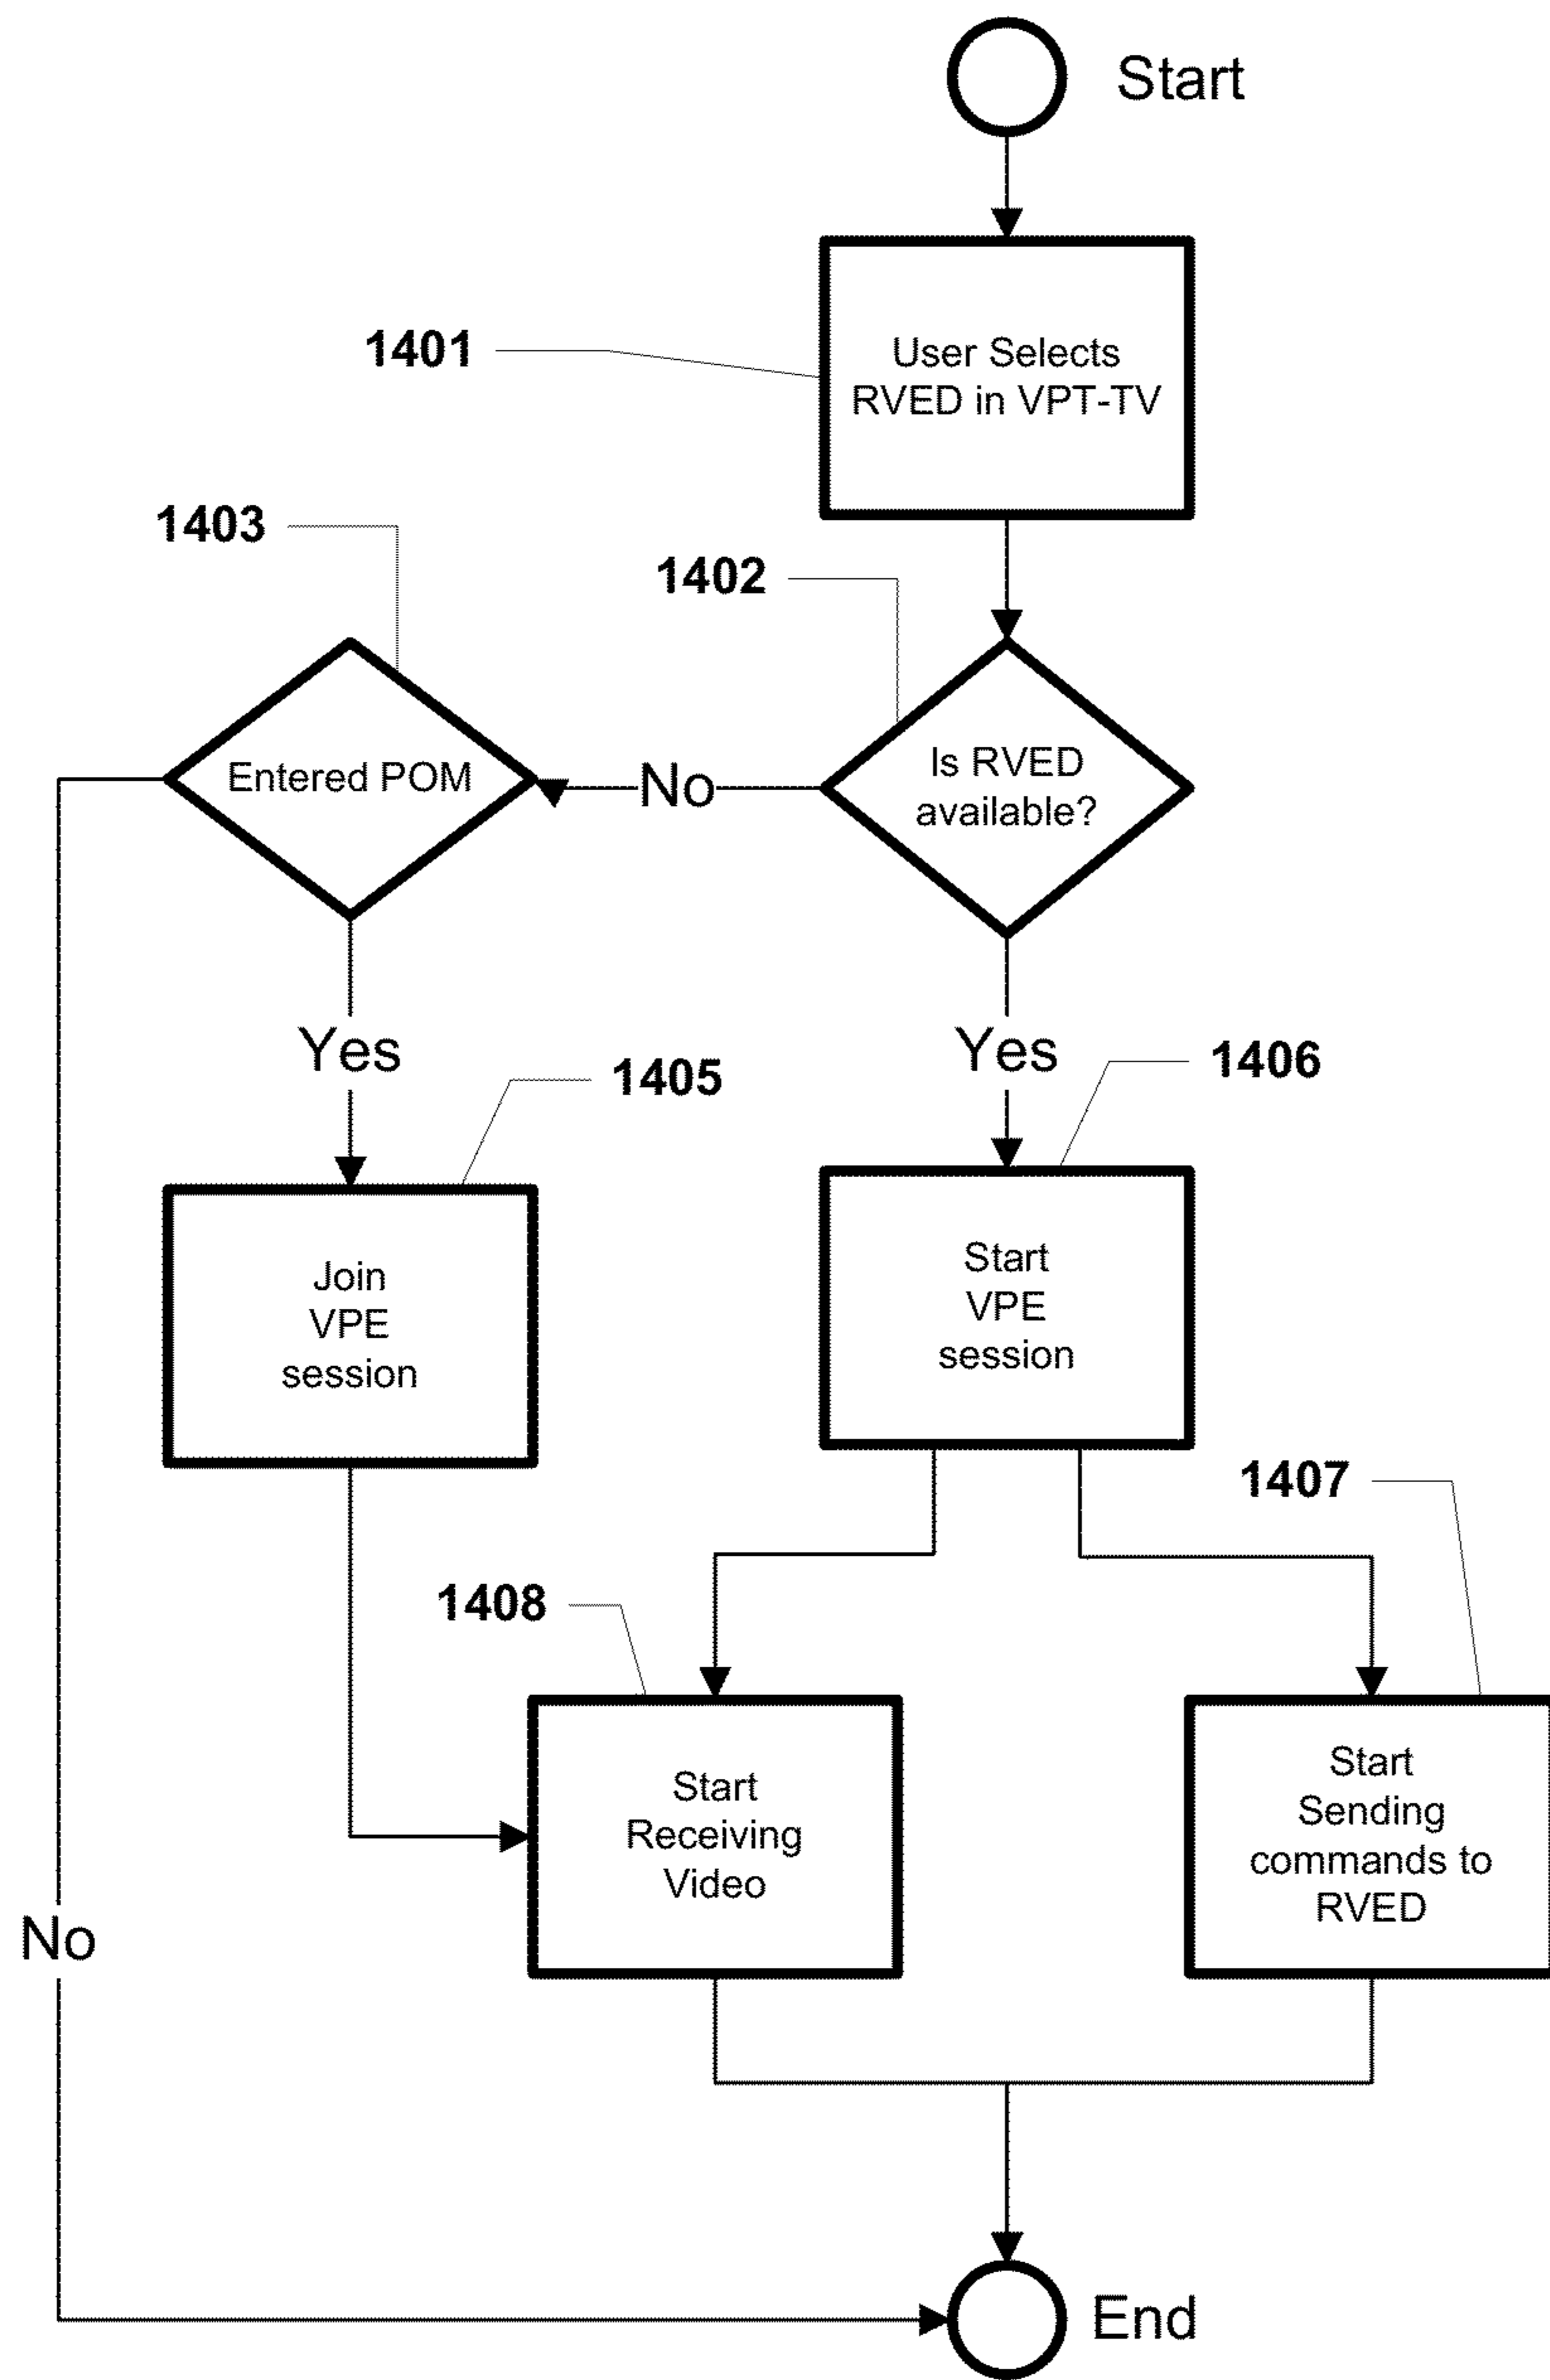 Start
1401
User Selects
RVED in VPT-TV
1403
1402
Entered POM
No
Is RVED
available?
Yes
1405
Yes
1406
Join
VPE
session
Start
VPE
session
1407
1408
Start
Receiving
Video
Start
Sending
commands to
RVED
No
End